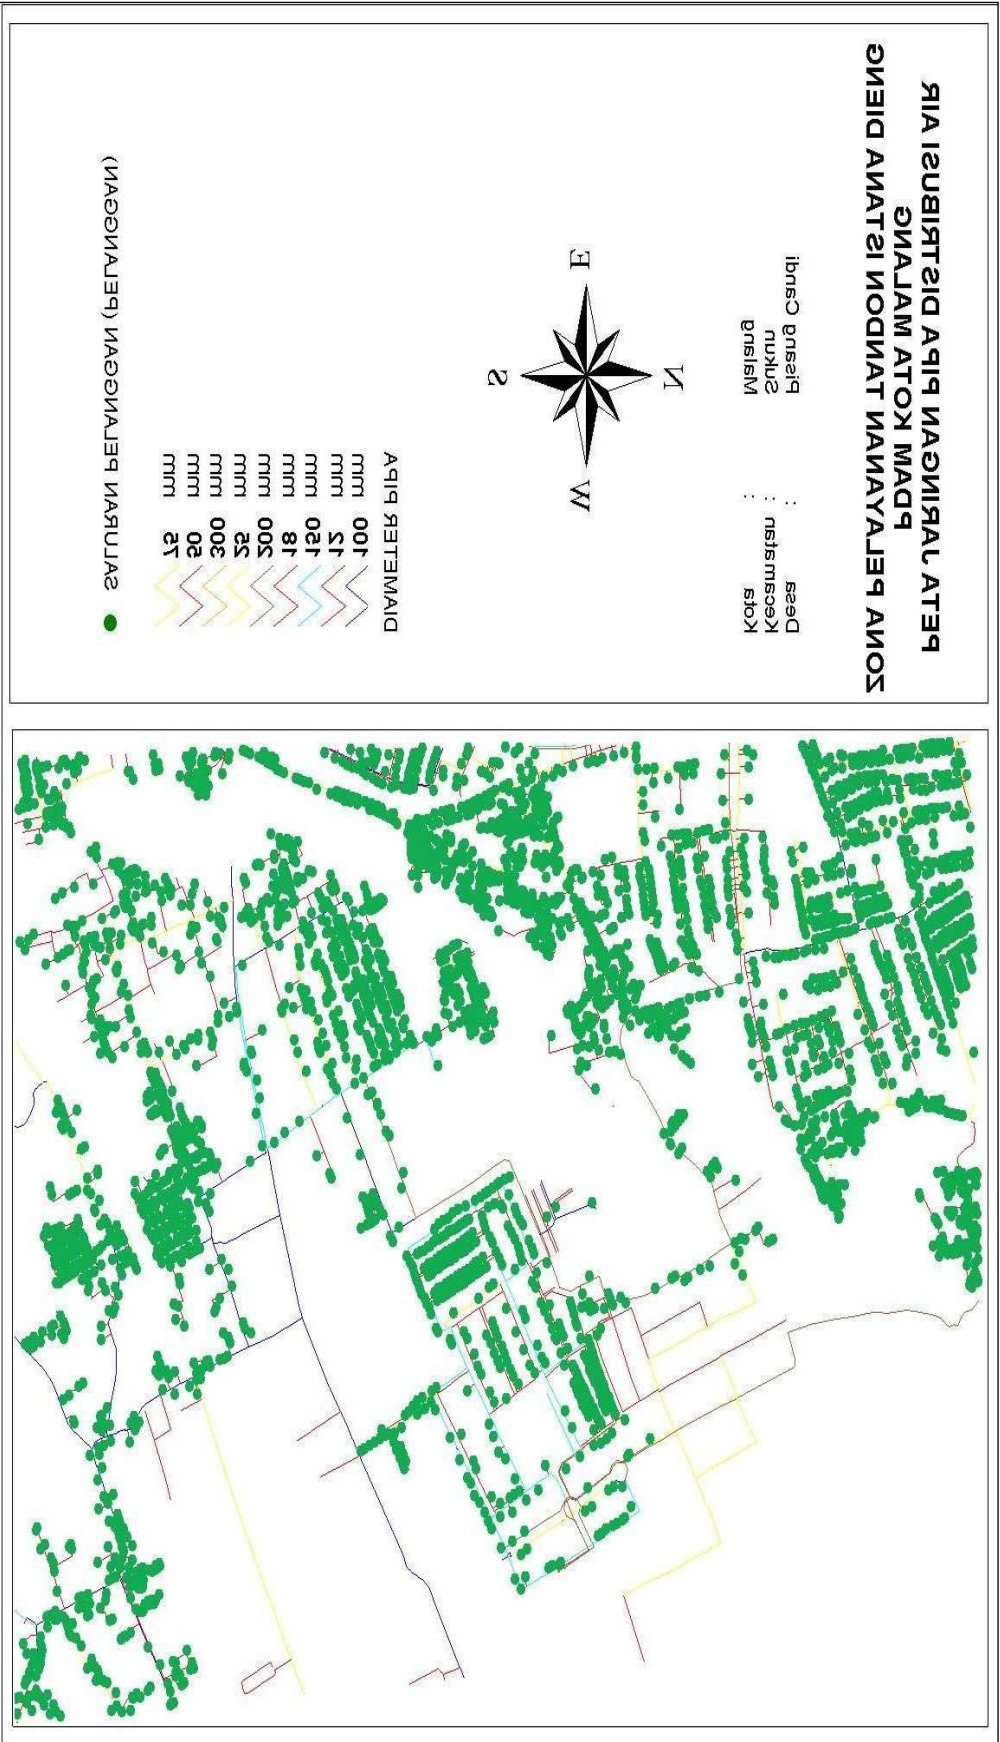 PETA JARINGAN PIPA DISTRIBUSI AIR
PDAM KOTA MALANG
ZONA PELAYANAN TANDON ISTANA DIENG
Desa : Pisang Candi
Kecamatan : Sukun
Kota : Malang
N
W
E
S
DIAMETER PIPA
100 mm
12 mm
150 mm
18 mm
200 mm
25 mm
300 mm
50 mm
75 mm
SALURAN PELANGGAN (PELANGGAN)